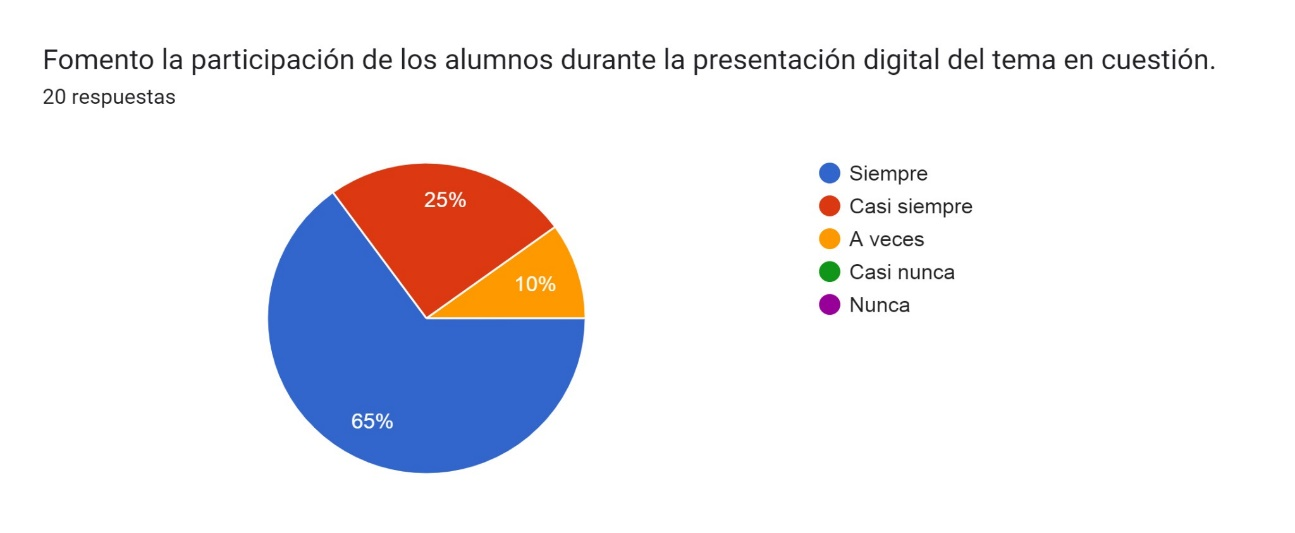 Fomento la participación de los alumnos durante la presentación digital del tema en cuestión.
20 respuestas
25%
10%
65%
Siempre
Casi siempre
A veces
Casi nunca
Nunca